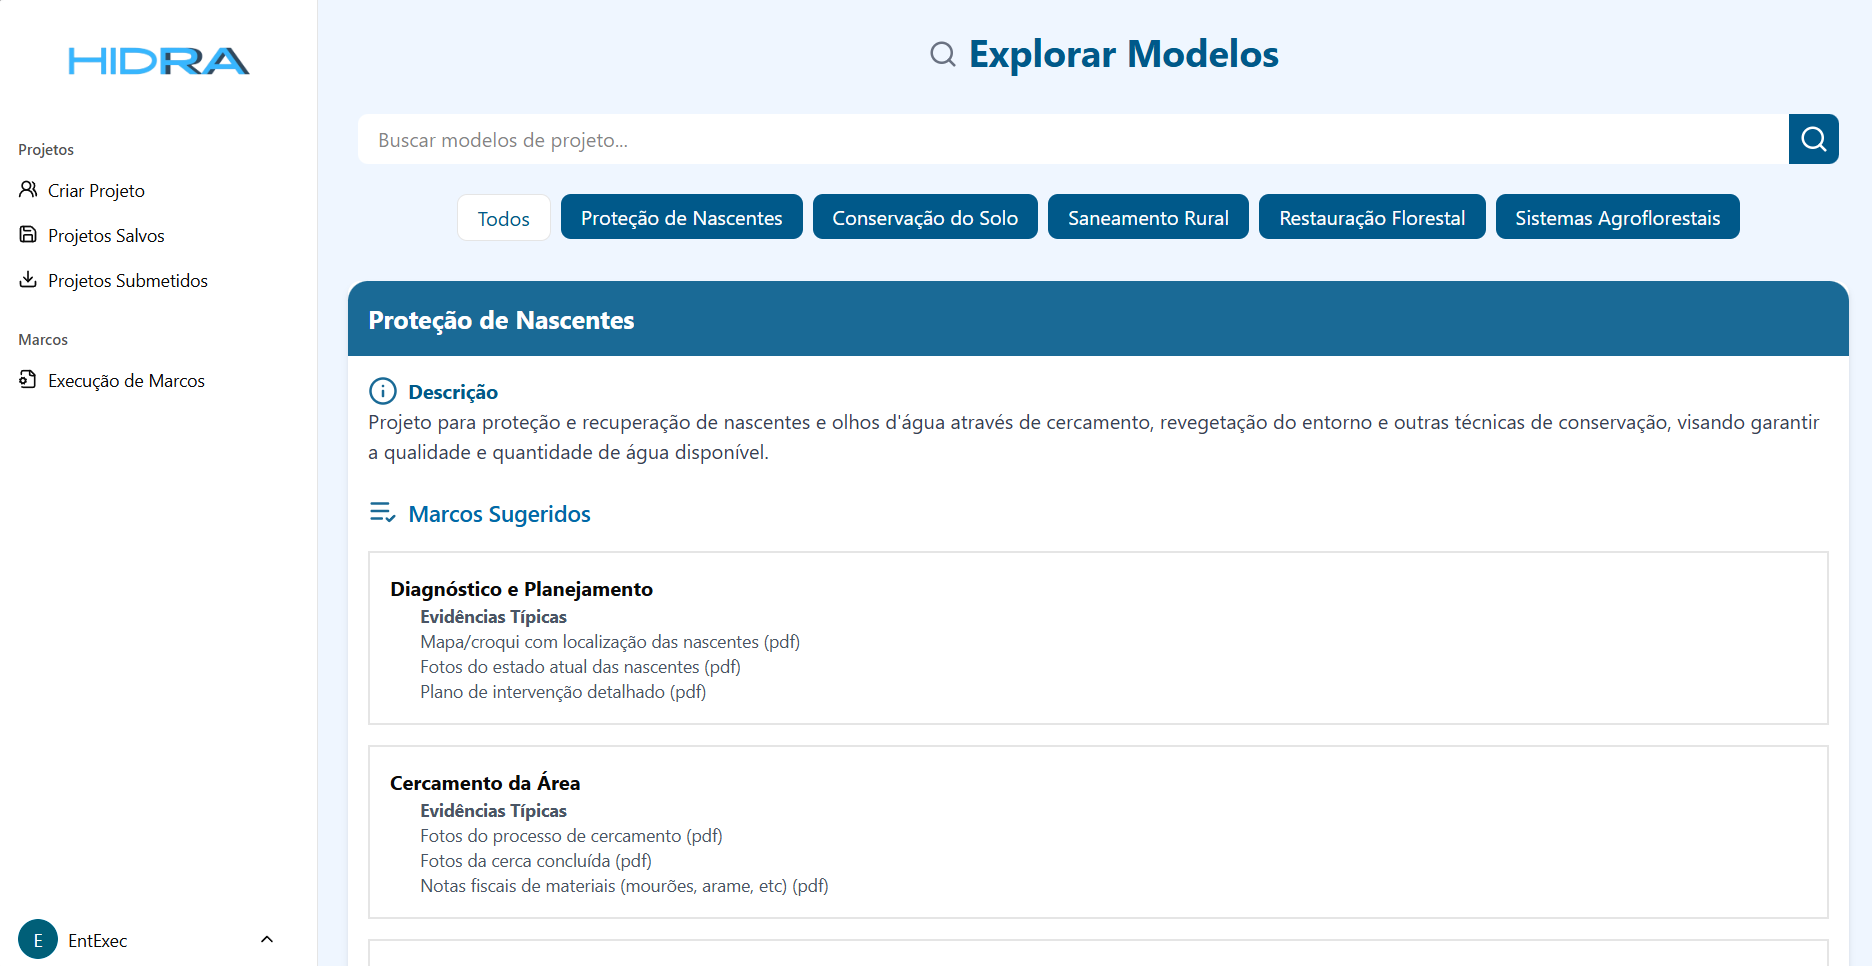 HIDRA
Projetos
Criar Projeto
Projetos Salvos
Projetos Submetidos
Marcos
Execução de Marcos
E
EntExec
Explorar Modelos
Buscar modelos de projeto...
Todos
Proteção de Nascentes
Conservação do Solo
Saneamento Rural
Restauração Florestal
Sistemas Agroflorestais
Proteção de Nascentes
Descrição
Projeto para proteção e recuperação de nascentes e olhos d'água através de cercamento, revegetação do entorno e outras técnicas de conservação, visando garantir
a qualidade e quantidade de água disponível.
Marcos Sugeridos
Diagnóstico e Planejamento
Evidências Típicas
Mapa/croqui com localização das nascentes (pdf)
Fotos do estado atual das nascentes (pdf)
Plano de intervenção detalhado (pdf)
Cercamento da Área
Evidências Típicas
Fotos do processo de cercamento (pdf)
Fotos da cerca concluída (pdf)
Notas fiscais de materiais (mourões, arame, etc) (pdf)